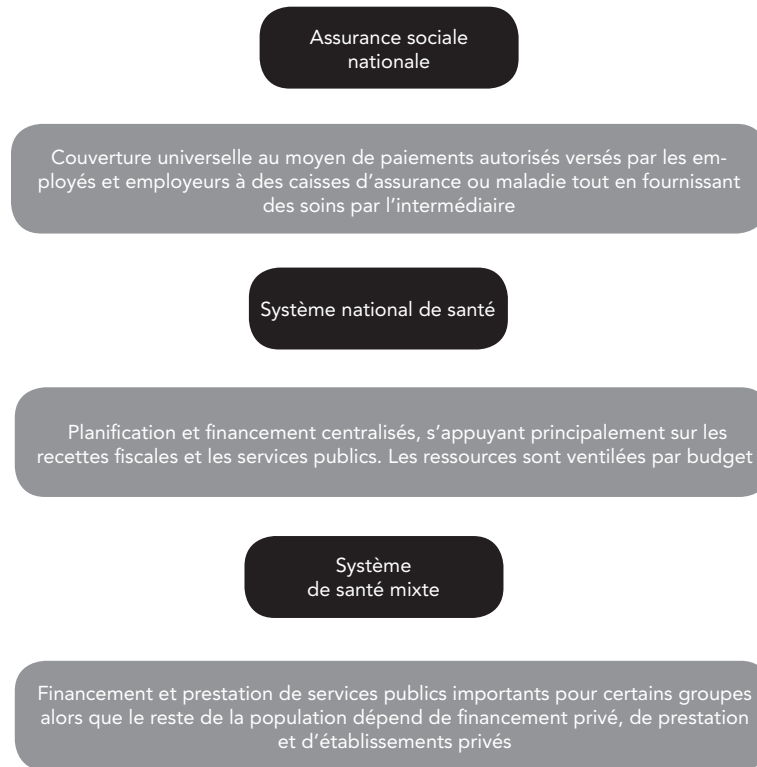 Assurance sociale
nationale
Couverture universelle au moyen de paiements autorisés versés par les em-
ployés et employeurs à des caisses d’assurance ou maladie tout en fournissant
des soins par l’intermédiaire
Système national de santé
Planification et financement centralisés, s’appuyant principalement sur les
recettes fiscales et les services publics. Les ressources sont ventilées par budget
Système
de santé mixte
Financement et prestation de services publics importants pour certains groupes
alors que le reste de la population dépend de financement privé, de prestation
et d’établissements privés